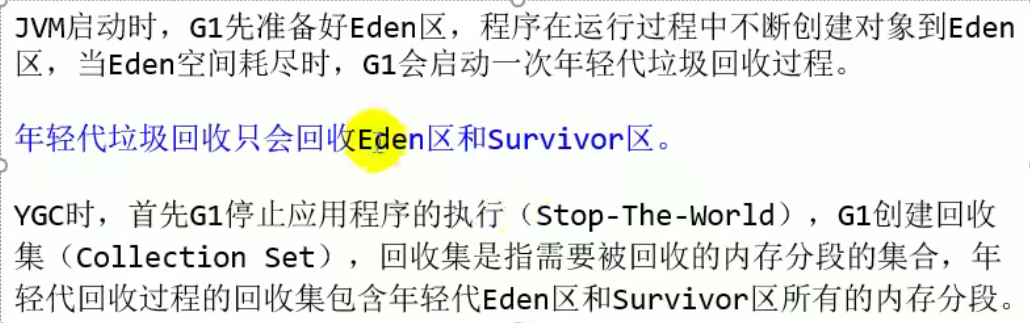 JVM启动时，G1先准备好Eden区，程序在运行过程中不断创建对象到Eden
区，当Eden空间耗尽时，G1会启动一次年轻代垃圾回收过程。
年轻代垃圾回收只会回收Eden区和Survivor区。
YGC时，首先G1停止应用程序的执行（Stop-The-World），G1创建回收
集（Collection Set），回收集是指需要被回收的内存分段的集合，年
轻代回收过程的回收集包含年轻代Eden区和Survivor区所有的内存分段。